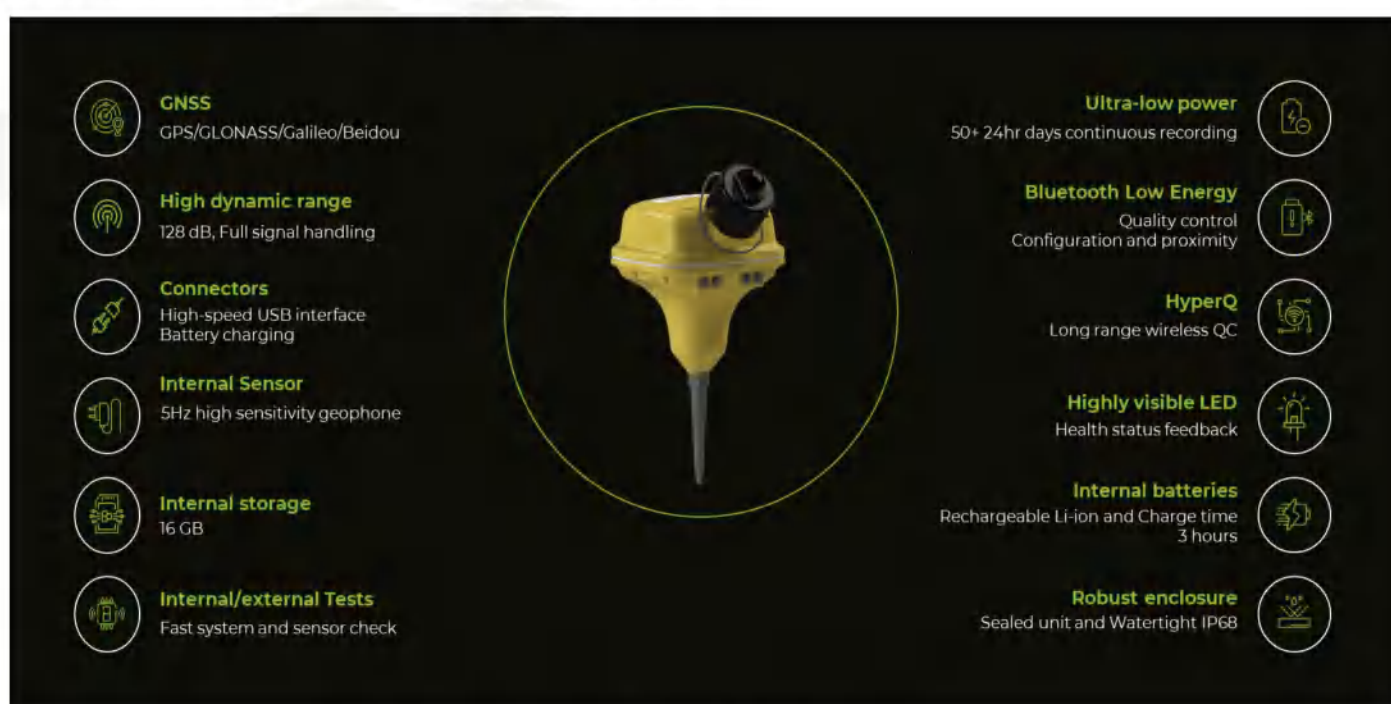 GNSS
GPS/GLONASS/Galileo/Beidou
High dynamic range
128 dB, Full signal handling
Connectors
High-speed USB interface
Battery charging
Internal Sensor
5Hz high sensitivity geophone
Internal storage
16 GB
Internal/external Tests
Fast system and sensor check
Ultra-low power
50+ 24hr days continuous recording
Bluetooth Low Energy
Quality control
Configuration and proximity
HyperQ
Long range wireless QC
Highly visible LED
Health status feedback
Internal batteries
Rechargeable Li-ion and Charge time
3 hours
Robust enclosure
Sealed unit and Watertight IP68